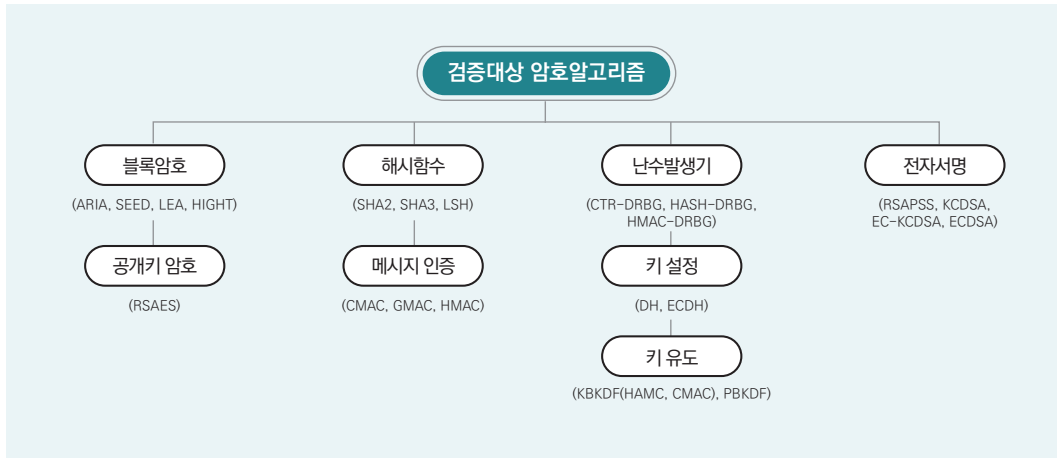 검증대상 암호알고리즘
블록암호
(ARIA, SEED, LEA, HIGHT)
공개키 암호
(RSAES)
해시함수
(SHA2, SHA3, LSH)
메시지 인증
(CMAC, GMAC, HMAC)
난수발생기
(CTR-DRBG, HASH-DRBG,
HMAC-DRBG)
키 설정
(DH, ECDH)
키 유도
(KBKDF(HAMC, CMAC), PBKDF)
전자서명
(RSAPSS, KCDSA,
EC-KCDSA, ECDSA)